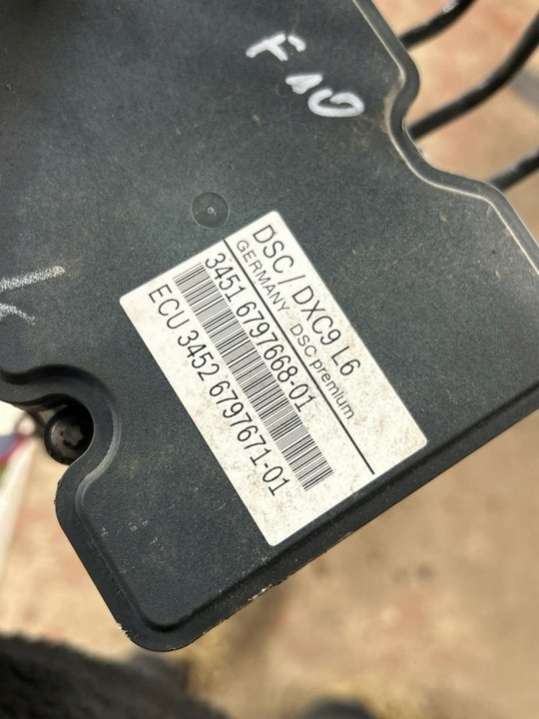 F10
DSC/DXC9 L6
GERMANY DSC premium
3451 6797668-01
ECU 3452 6797671-01